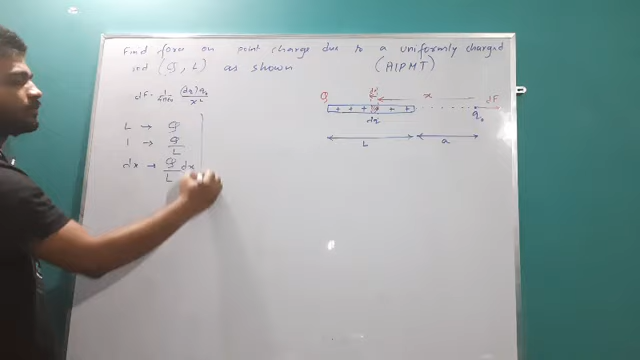 Find force on point charge due to a uniformly charged
rod (Q, L) as shown (AIPMT)
dF = 1/4πε₀ (dq) q₀/x²
L → Q
1 → Q/L
dx → Q/L dx
Q dx x dF
+ + + + + + q₀
dq
L a